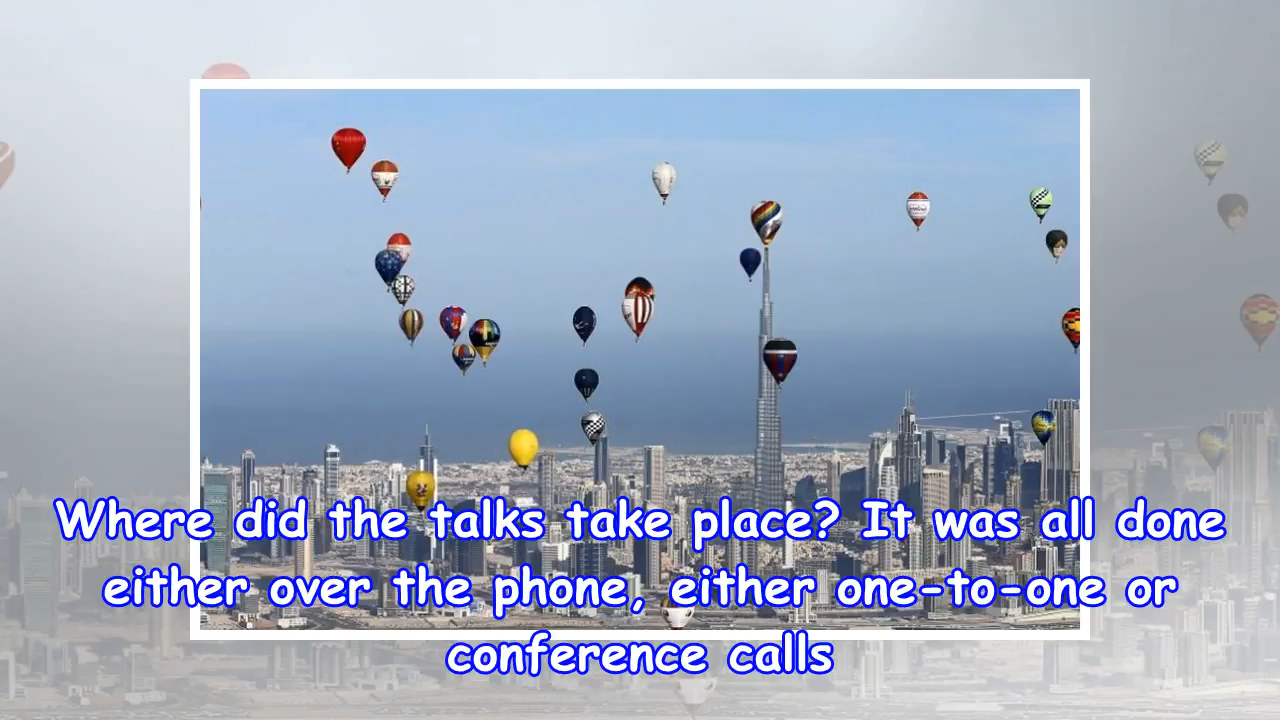 Where did the talks take place? It was all done
either over the phone, either one-to-one or
conference calls